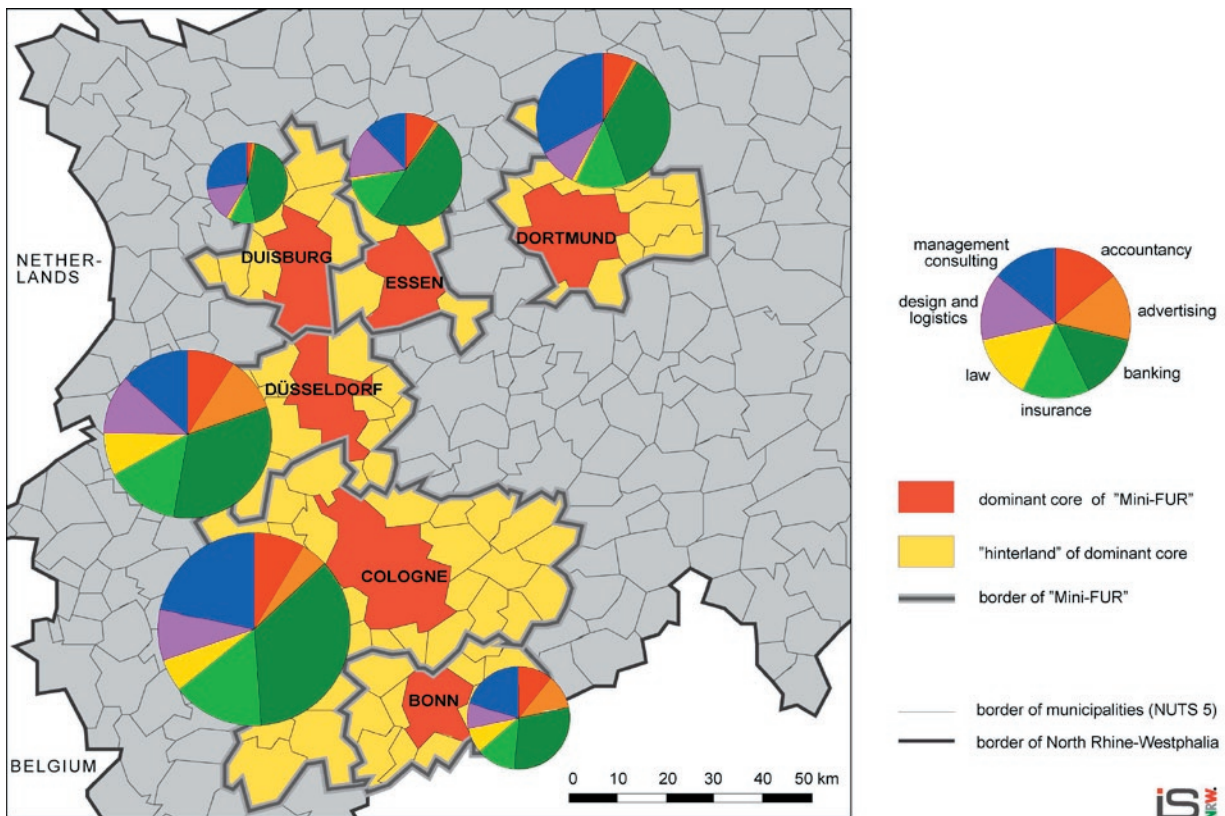 NETHER-
LANDS
BELGIUM
DUISBURG
ESSEN
DORTMUND
DÜSSELDORF
COLOGNE
BONN
0 10 20 30 40 50 km
management
consulting
accountancy
design and
logistics
advertising
law
banking
insurance
dominant core of "Mini-FUR"
"hinterland" of dominant core
border of "Mini-FUR"
border of municipalities (NUTS 5)
border of North Rhine-Westphalia
iS NRW.